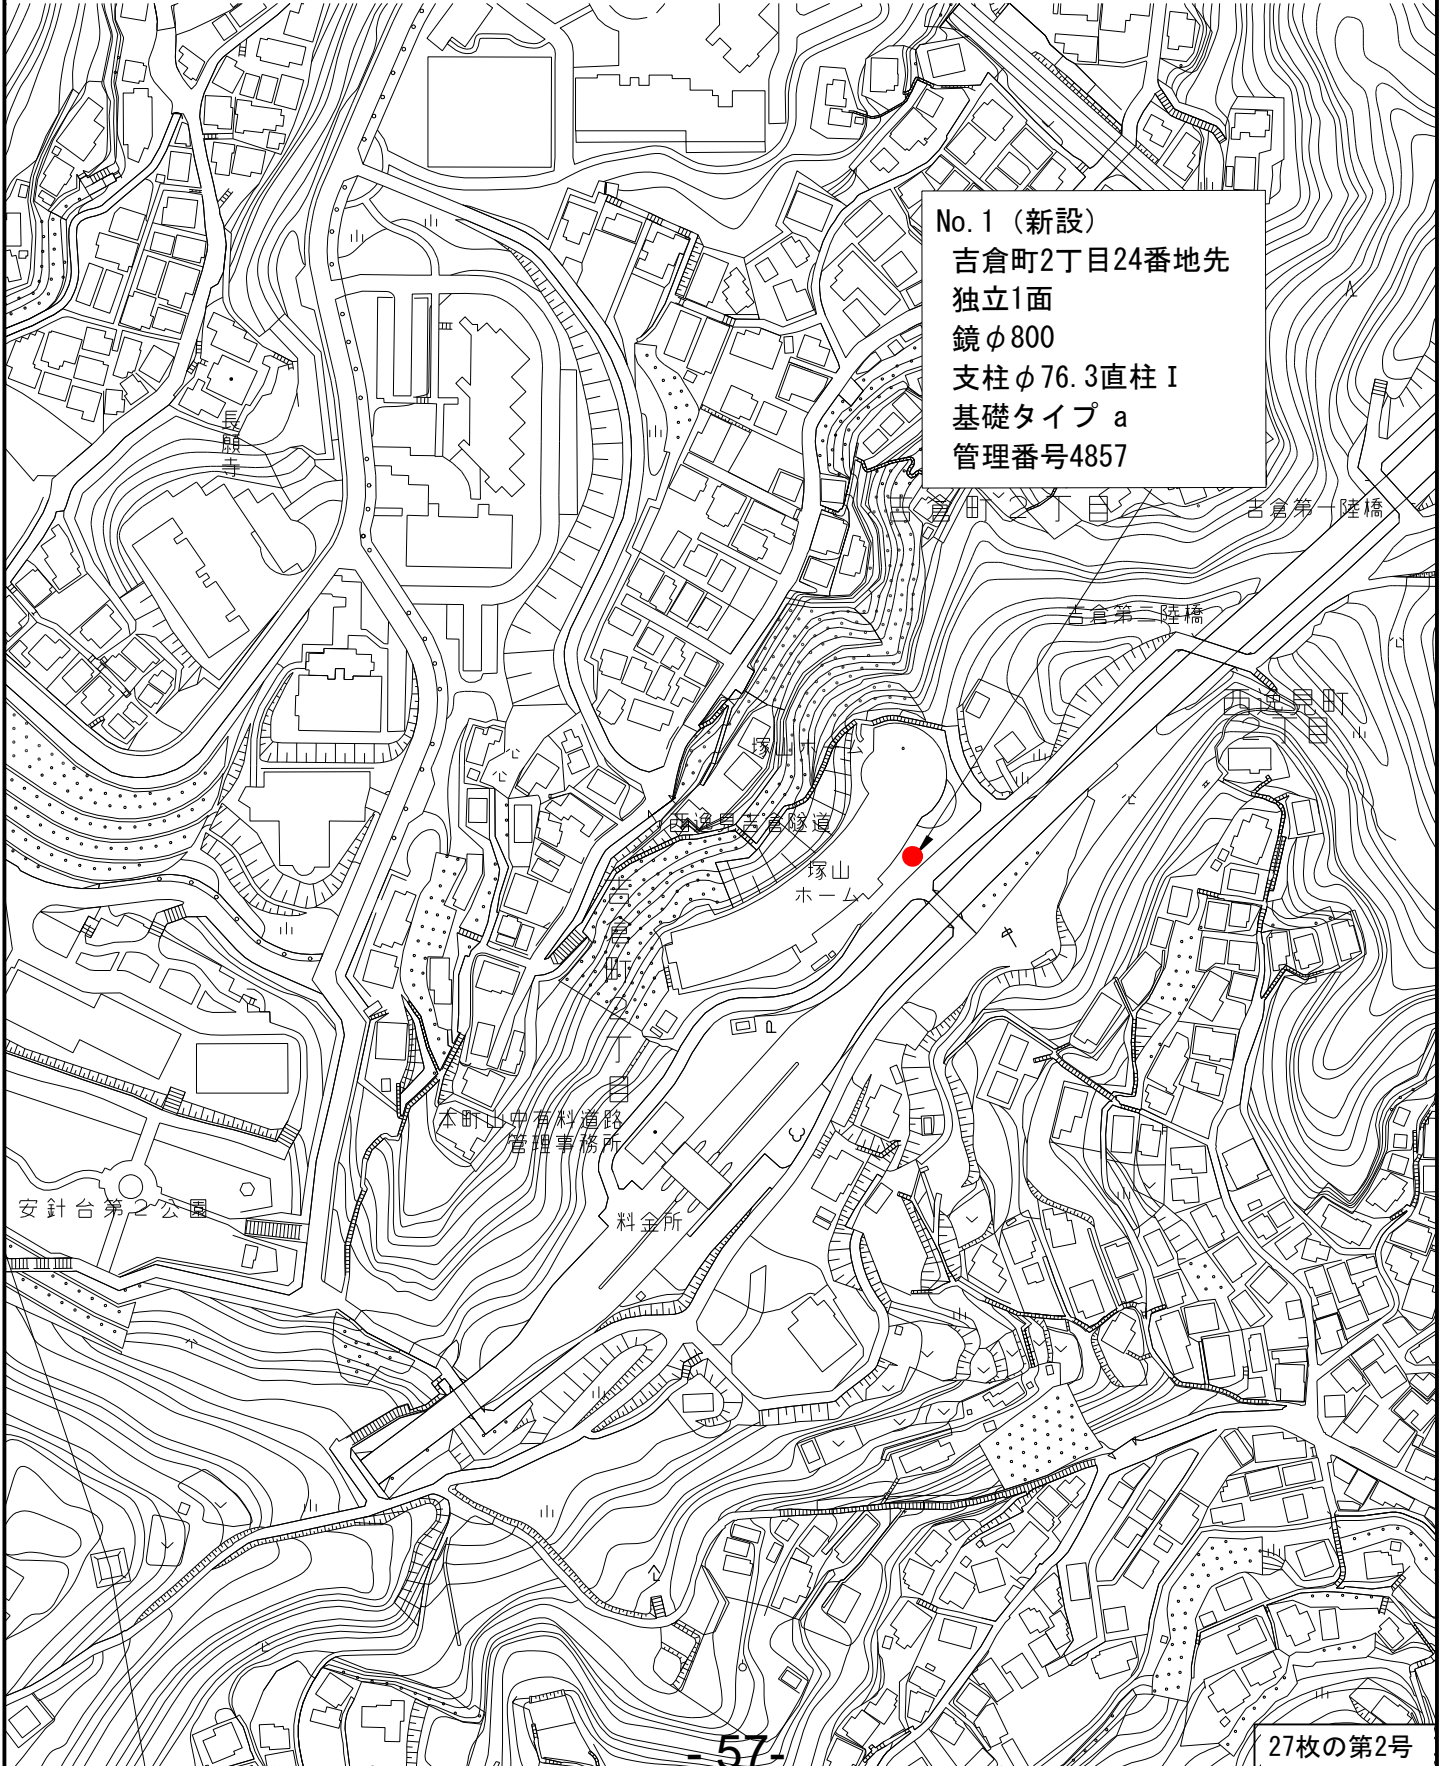 No.1（新設）
吉倉町2丁目24番地先
独立1面
鏡φ800
支柱φ76.3直柱Ⅰ
基礎タイプ a
管理番号4857
長願寺
吉倉町２丁目
吉倉第一陸橋
吉倉第二陸橋
西逸見町
２丁目
塚山ホーム
西逸見吉倉隧道
塚山
ホーム
吉倉町２丁目
P
本町山中有料道路
管理事務所
安針台第２公園
料金所
- 57-
27枚の第2号